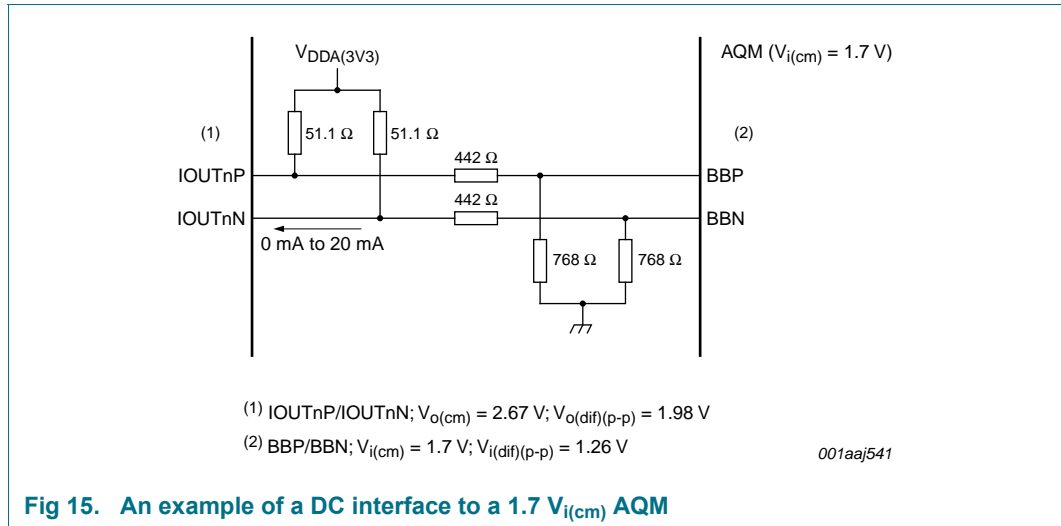 VDDA(3V3)
AQM (Vi(cm) = 1.7 V)
(1)
51.1 Ω
51.1 Ω
(2)
442 Ω
IOUTnP
BBP
442 Ω
IOUTnN
BBN
0 mA to 20 mA
768 Ω
768 Ω
(1) IOUTnP/IOUTnN; Vo(cm) = 2.67 V; Vo(dif)(p-p) = 1.98 V
(2) BBP/BBN; Vi(cm) = 1.7 V; Vi(dif)(p-p) = 1.26 V
001aaj541
Fig 15. An example of a DC interface to a 1.7 Vi(cm) AQM